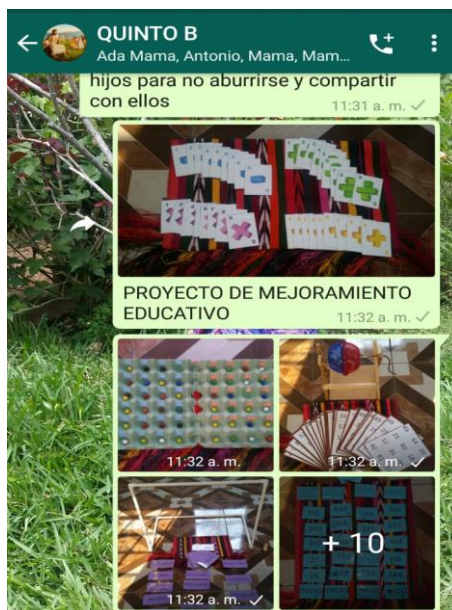 QUINTO B
Ada Mama, Antonio, Mama, Mam...
hijos para no aburrirse y compartir
con ellos
11:31 a. m.
PROYECTO DE MEJORAMIENTO
EDUCATIVO
11:32 a. m.
11:32 a. m.
11:32 a. m.
11:32 a. m.
+ 10